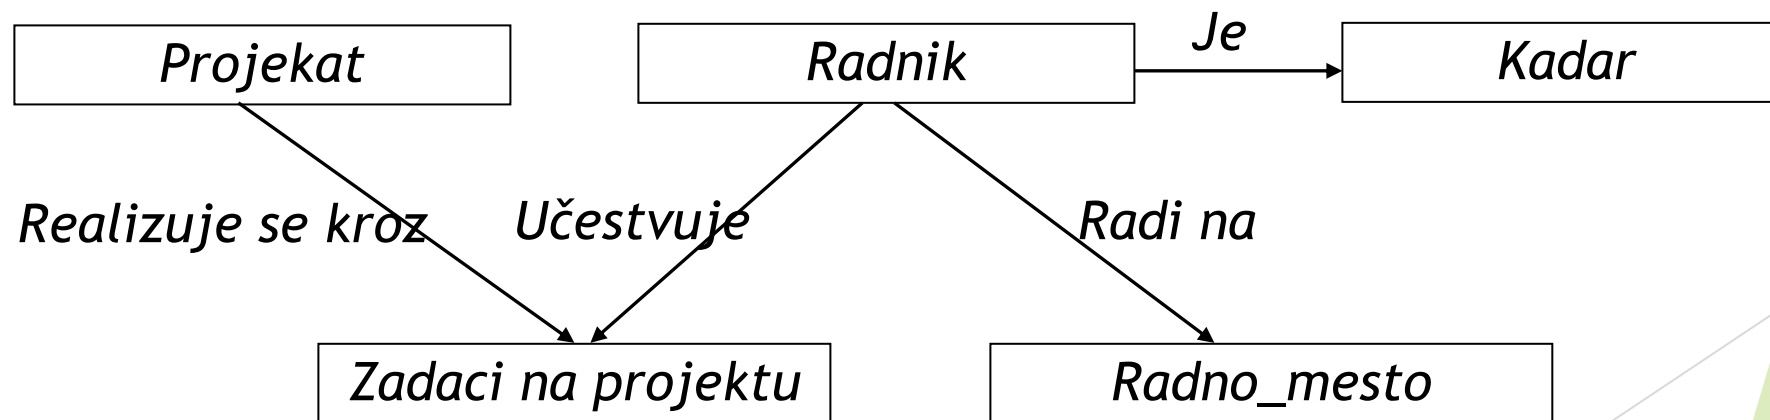 Projekat
Radnik
Je
Kadar
Realizuje se kroz
Učestvuje
Radi na
Zadaci na projektu
Radno_mesto